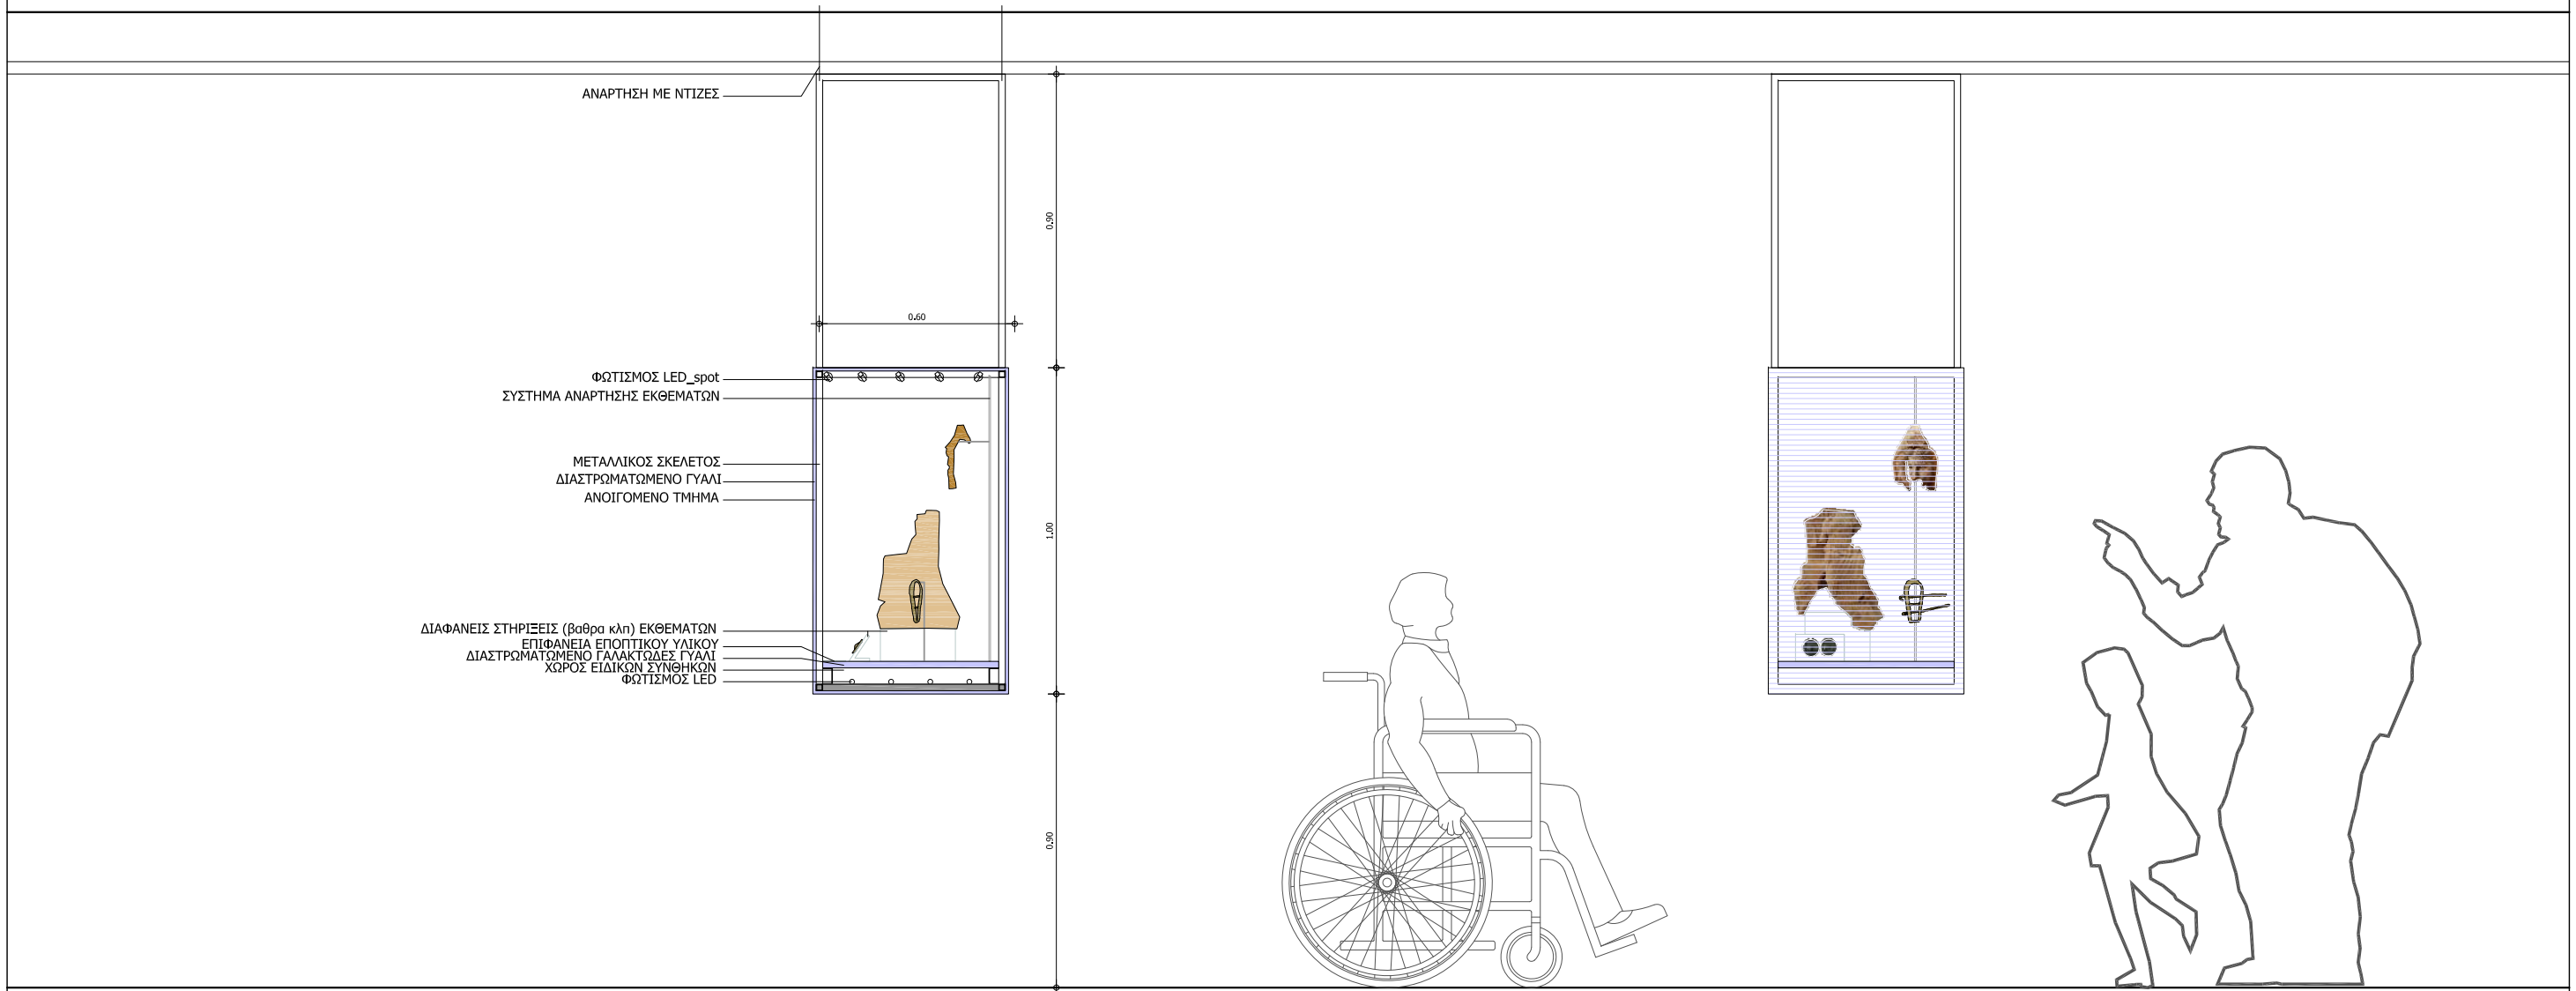 ΑΝΑΡΤΗΣΗ ΜΕ ΝΤΙΖΕΣ
0.90
0.60
ΦΩΤΙΣΜΟΣ LED_spot
ΣΥΣΤΗΜΑ ΑΝΑΡΤΗΣΗΣ ΕΚΘΕΜΑΤΩΝ
ΜΕΤΑΛΛΙΚΟΣ ΣΚΕΛΕΤΟΣ
ΔΙΑΣΤΡΩΜΑΤΩΜΕΝΟ ΓΥΑΛΙ
ΑΝΟΙΓΟΜΕΝΟ ΤΜΗΜΑ
1.00
ΔΙΑΦΑΝΕΙΣ ΣΤΗΡΙΞΕΙΣ (βαθρα κλπ) ΕΚΘΕΜΑΤΩΝ
ΕΠΙΦΑΝΕΙΑ ΕΠΟΠΤΙΚΟΥ ΥΛΙΚΟΥ
ΔΙΑΣΤΡΩΜΑΤΩΜΕΝΟ ΓΑΛΑΚΤΩΔΕΣ ΓΥΑΛΙ
ΧΩΡΟΣ ΕΙΔΙΚΩΝ ΣΥΝΘΗΚΩΝ
ΦΩΤΙΣΜΟΣ LED
0.90